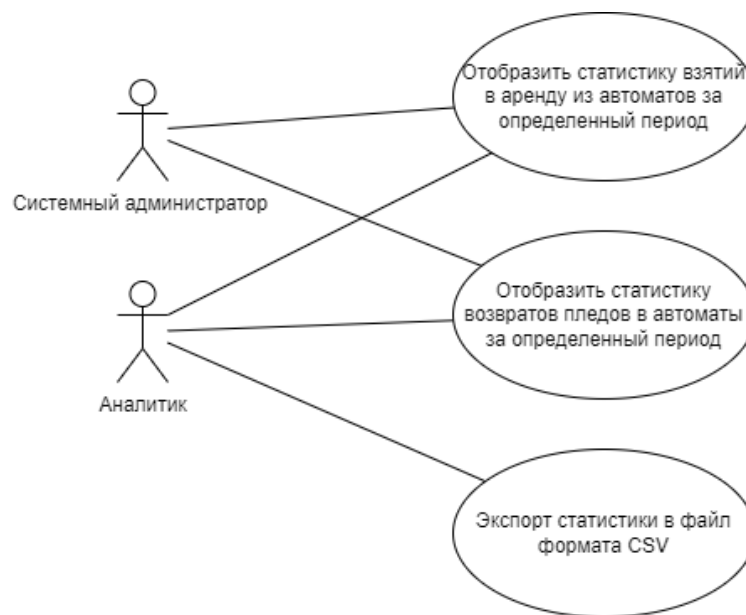 Отобразить статистику взятий
в аренду из автоматов за
определенный период
Системный администратор
Отобразить статистику
возвратов пледов в автоматы
за определенный период
Аналитик
Экспорт статистики в файл
формата CSV